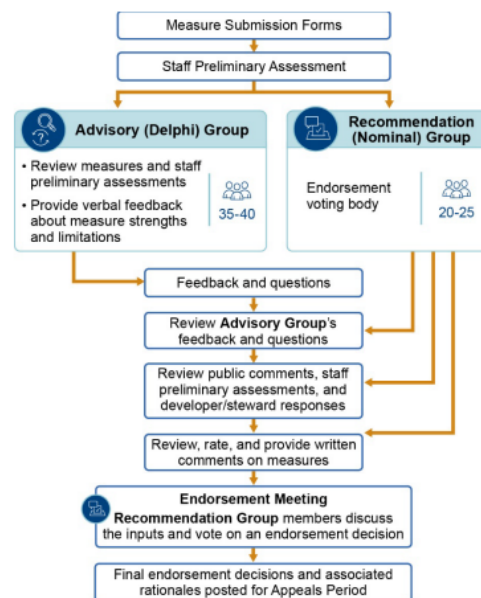 Measure Submission Forms
Staff Preliminary Assessment
Advisory (Delphi) Group
• Review measures and staff
preliminary assessments
• Provide verbal feedback
about measure strengths
and limitations
35-40
Recommendation
(Nominal) Group
Endorsement
voting body
20-25
Feedback and questions
Review Advisory Group's
feedback and questions
Review public comments, staff
preliminary assessments, and
developer/steward responses
Review, rate, and provide written
comments on measures
Endorsement Meeting
Recommendation Group members discuss
the inputs and vote on an endorsement decision
Final endorsement decisions and associated
rationales posted for Appeals Period